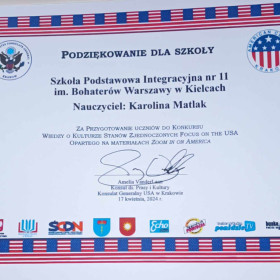 PODZIĘKOWANIE DLA SZKOŁY
Szkoła Podstawowa Integracyjna nr 11
im. Bohaterów Warszawy w Kielcach
Nauczyciel: Karolina Matlak
ZA PRZYGOTOWANIE UCZNIÓW DO KONKURSU
WIEDZY O KULTURZE STANÓW ZJEDNOCZONYCH FOCUS ON THE USA
OPARTEGO NA MATERIAŁACH ZOOM IN ON AMERICA
Konsul ds. Prasy i Kultury
Konsulat Generalny USA w Krakowie
17 kwietnia, 2024 r.
Echo